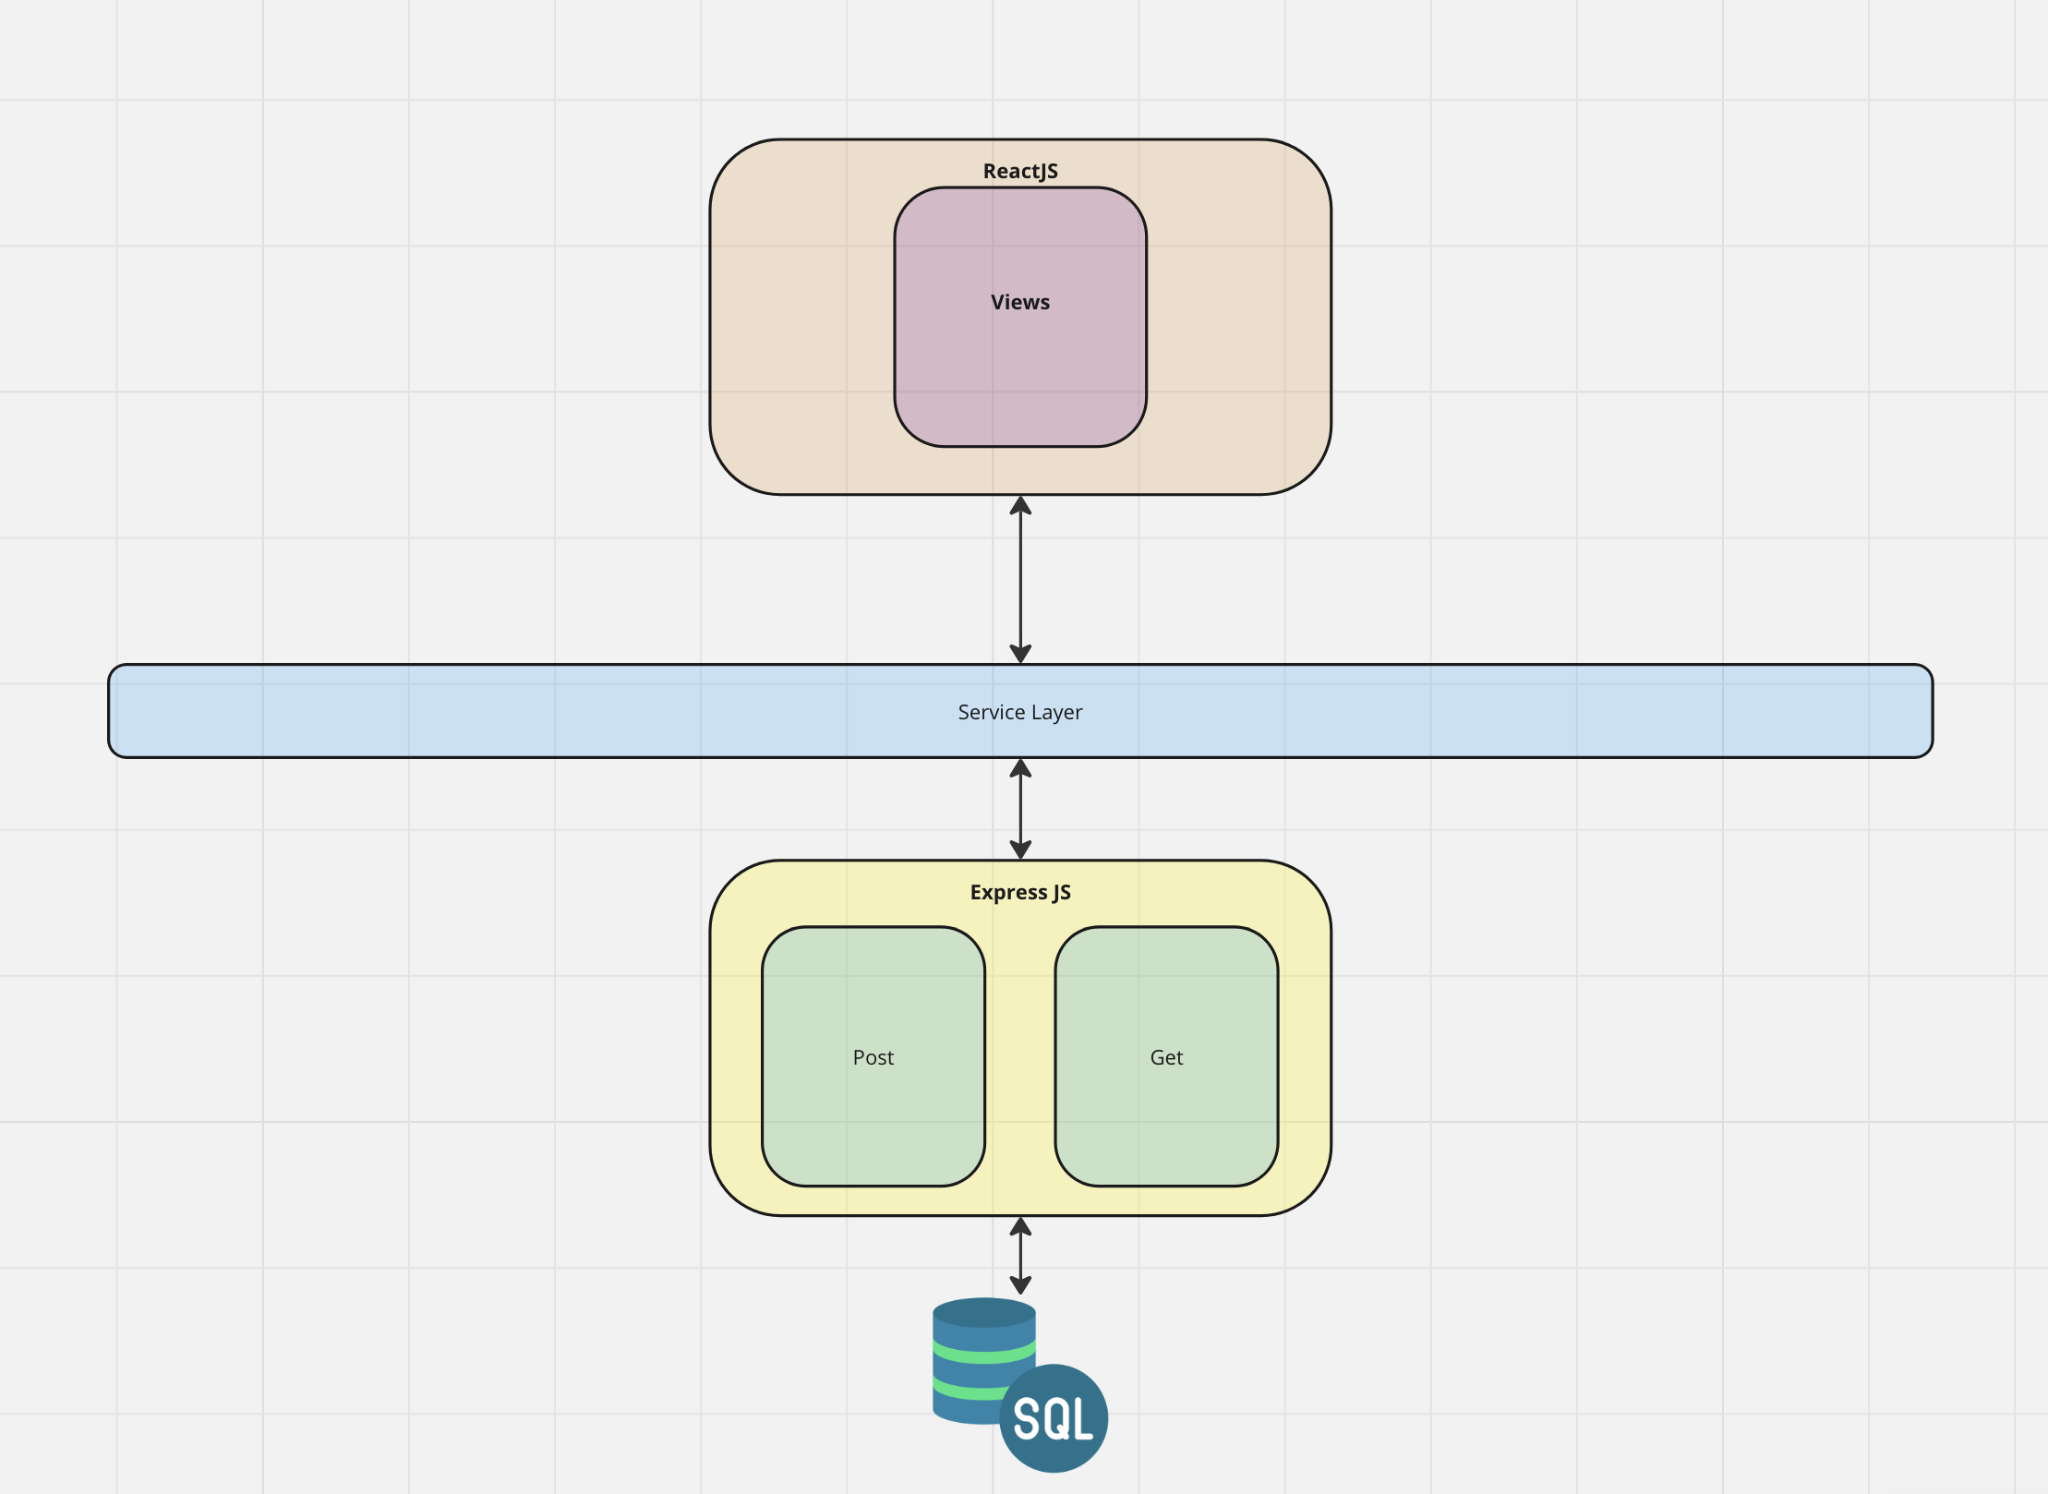 ReactJS
Views
Service Layer
Express JS
Post
Get
SQL